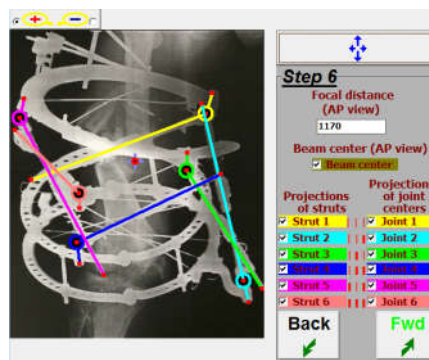 Step 6
Focal distance
(AP view)
1170
Beam center (AP view)
Beam center
Projections
of struts
Projections
of joint
centers
Strut 1 Joint 1
Strut 2 Joint 2
Strut 3 Joint 3
Strut 4 Joint 4
Strut 5 Joint 5
Strut 6 Joint 6
Back Fwd